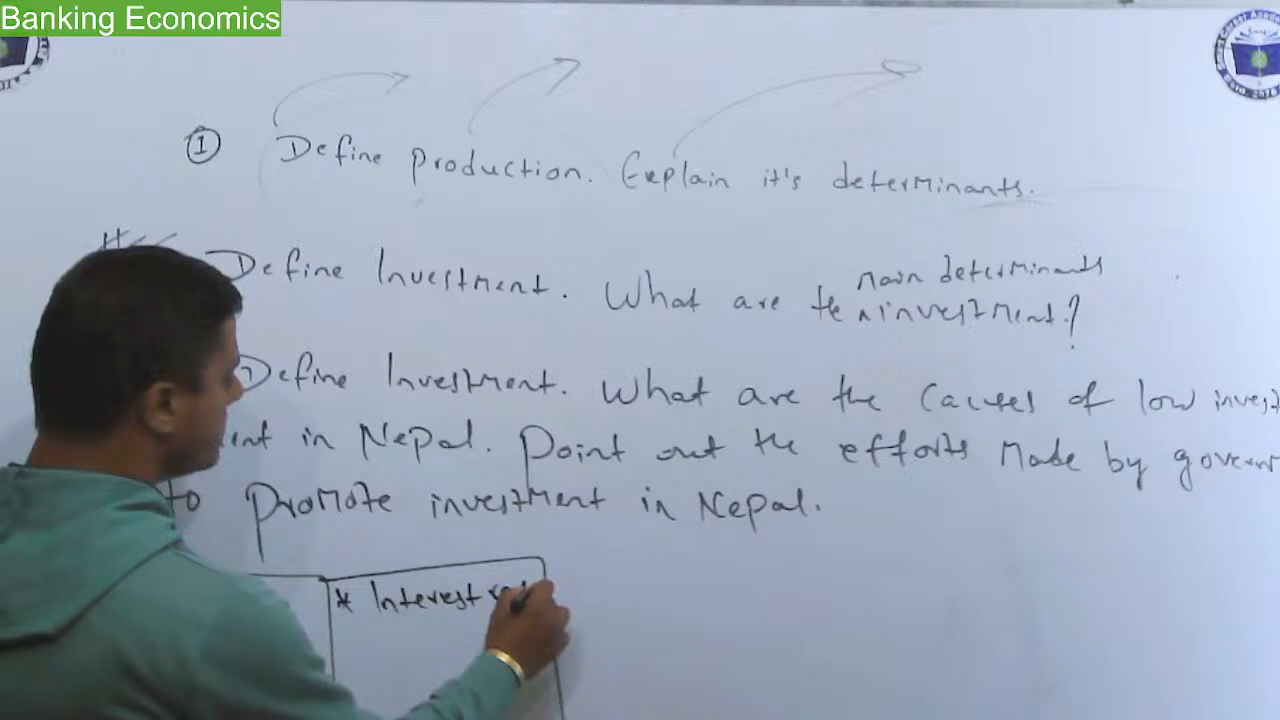 Banking Economics
① Define production. Explain it's determinants.
Define Investment. What are the main determinants
^ investment?
Define Investment. What are the causes of low invest
in Nepal. Point out the efforts made by govern
to promote investment in Nepal.
* Interest